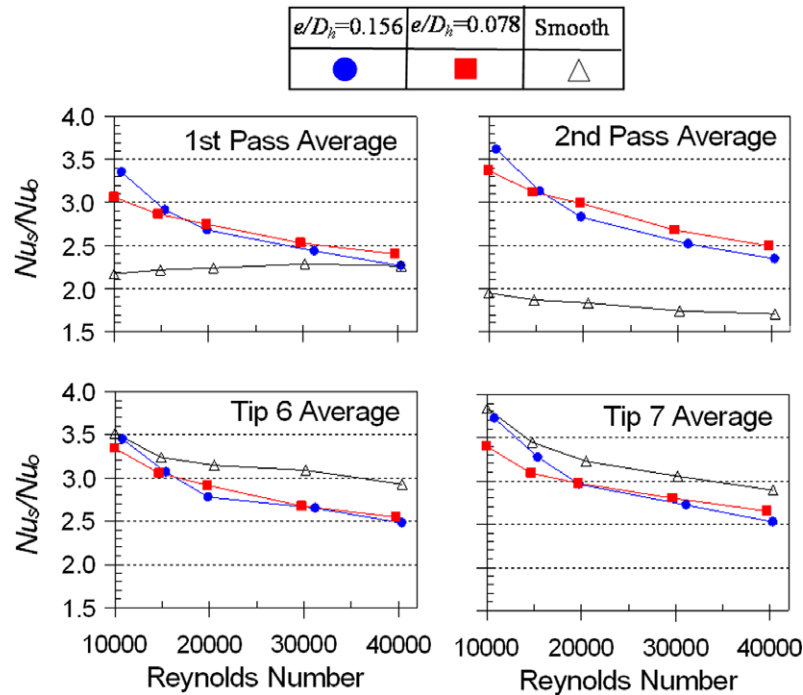 e/Dh=0.156 e/Dh=0.078 Smooth
4.0
3.5
3.0
2.5
2.0
1.5
Nus/Nuo
1st Pass Average
2nd Pass Average
4.0
3.5
3.0
2.5
2.0
1.5
Nus/Nuo
Tip 6 Average
Tip 7 Average
10000 20000 30000 40000
10000 20000 30000 40000
Reynolds Number
Reynolds Number